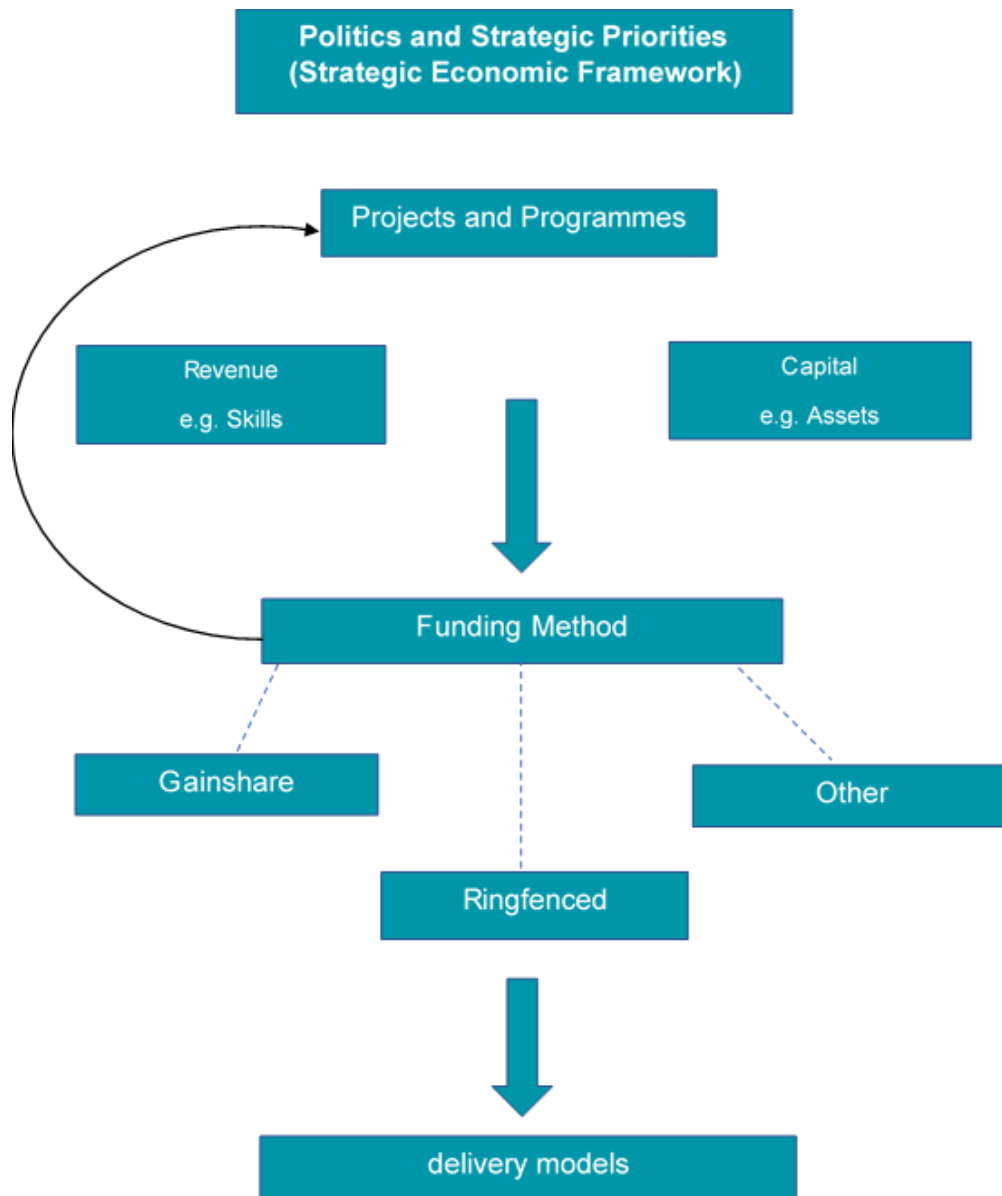 Politics and Strategic Priorities
(Strategic Economic Framework)
Projects and Programmes
Revenue
e.g. Skills
Capital
e.g. Assets
Funding Method
Gainshare
Other
Ringfenced
delivery models